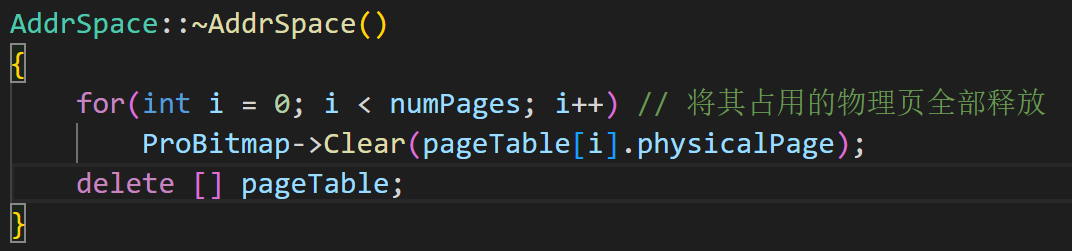 AddrSpace::~AddrSpace()
{
    for(int i = 0; i < numPages; i++) // 将其占用的物理页全部释放
        ProBitmap->Clear(pageTable[i].physicalPage);
    delete [] pageTable;
}